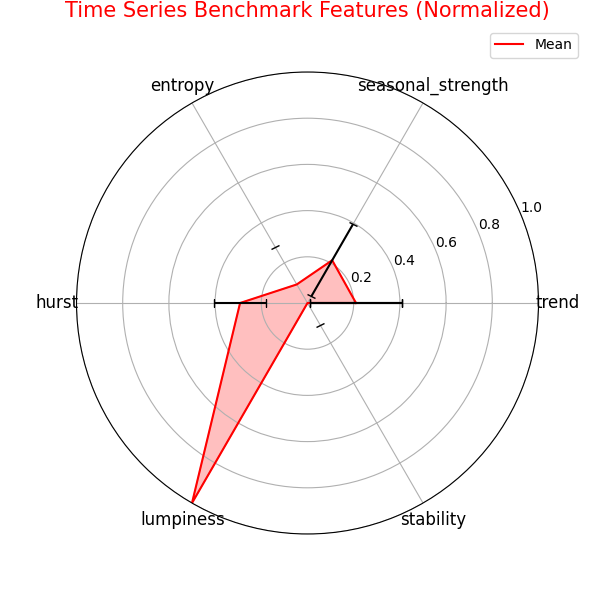 Time Series Benchmark Features (Normalized)
Mean
entropy
seasonal_strength
1.0
0.8
0.6
0.4
0.2
hurst
trend
lumpiness
stability